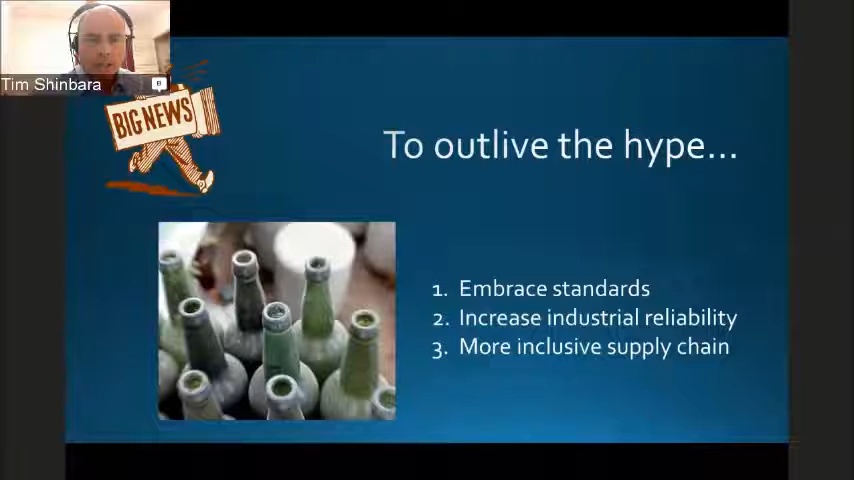 Tim Shinbara
BIG NEWS
To outlive the hype...
1. Embrace standards
2. Increase industrial reliability
3. More inclusive supply chain